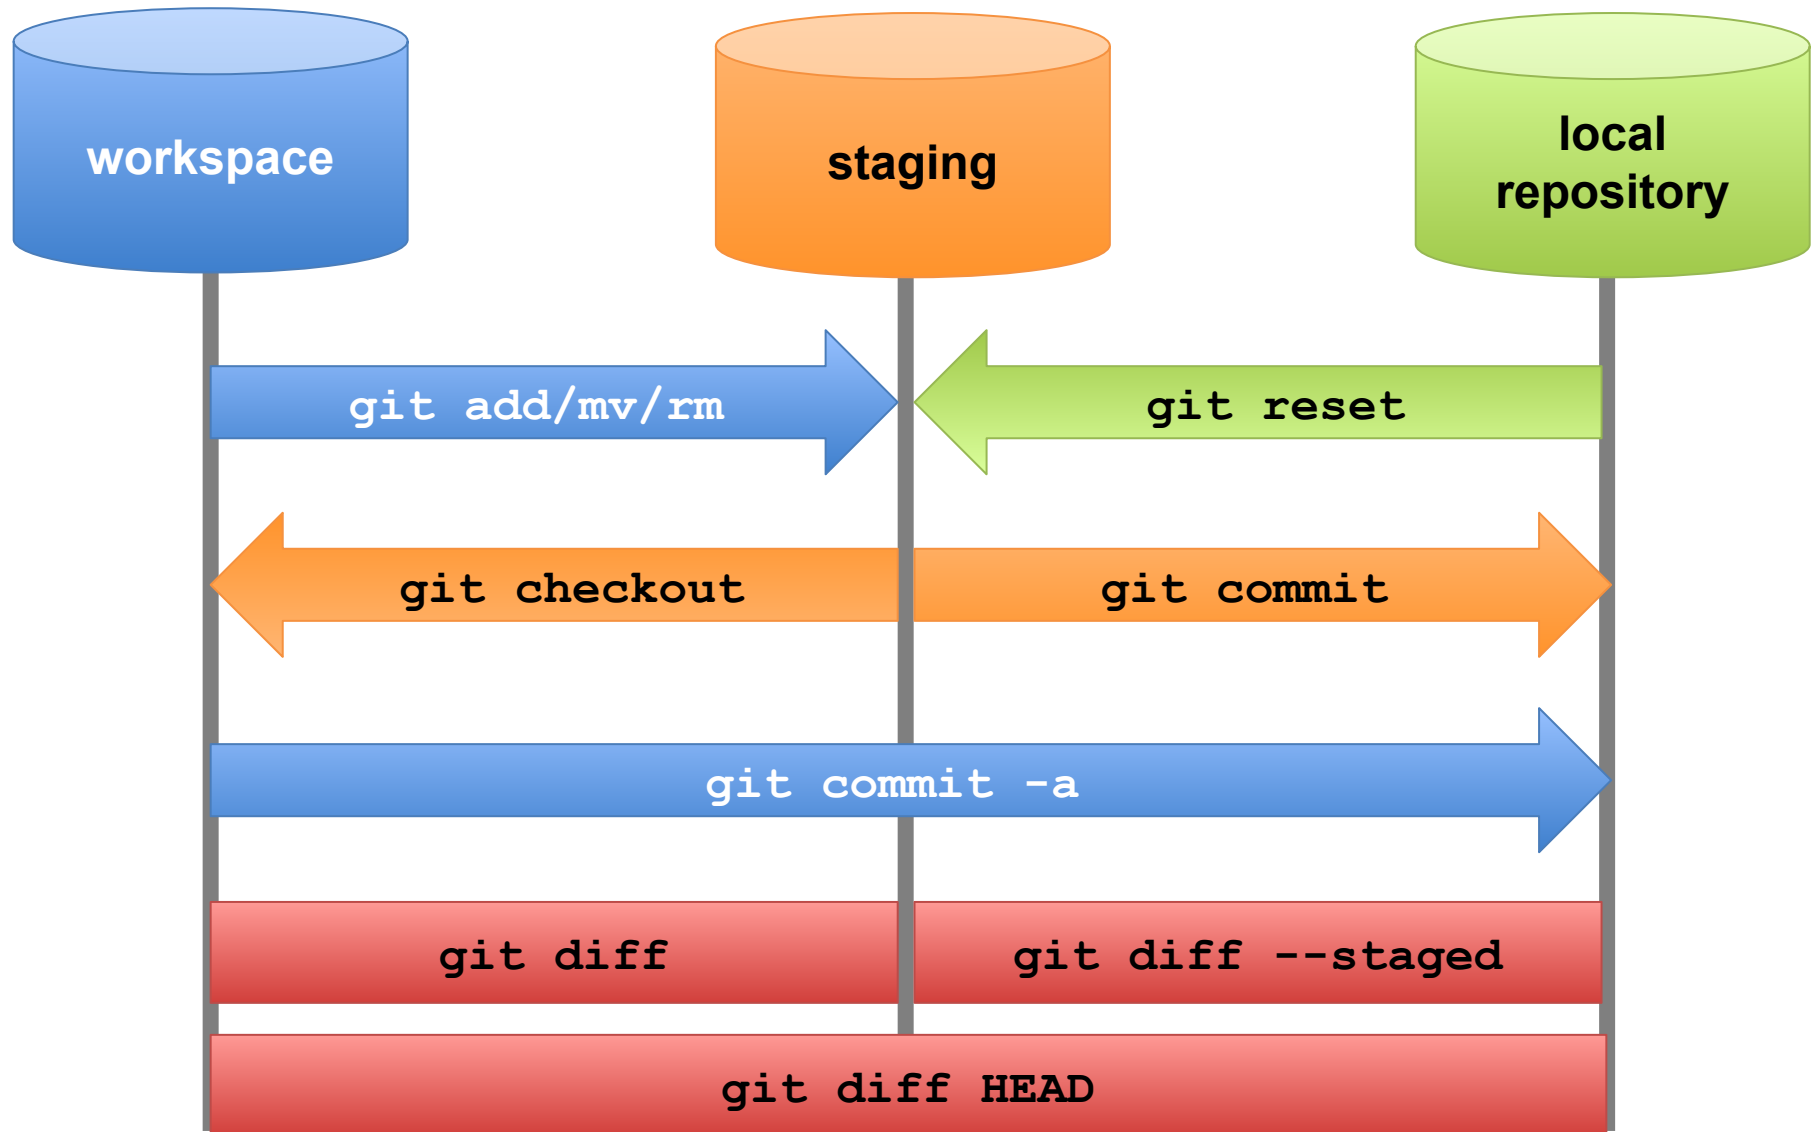 workspace
staging
local
repository
git add/mv/rm
git reset
git checkout
git commit
git commit -a
git diff
git diff --staged
git diff HEAD